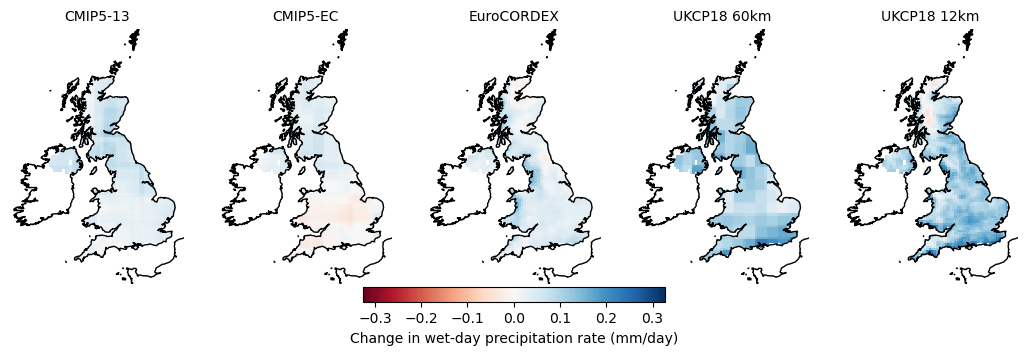 CMIP5-13
CMIP5-EC
EuroCORDEX
UKCP18 60km
UKCP18 12km
−0.3 −0.2 −0.1 0.0 0.1 0.2 0.3
Change in wet-day precipitation rate (mm/day)